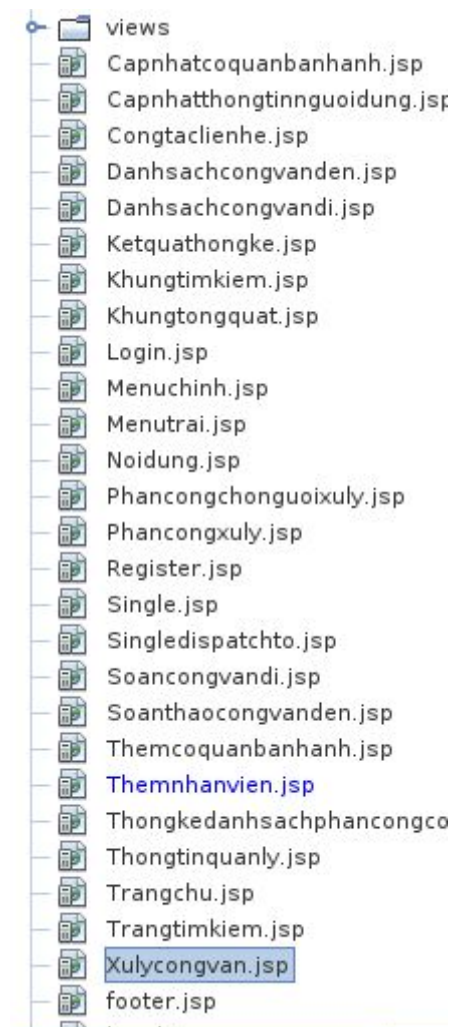 views
Capnhatcoquanbanhanh.jsp
Capnhatthongtinnguoidung.jsp
Congtaclienhe.jsp
Danhsachcongvanden.jsp
Danhsachcongvandi.jsp
Ketquathongke.jsp
Khungtimkiem.jsp
Khungtongquat.jsp
Login.jsp
Menuchinh.jsp
Menutrai.jsp
Noidung.jsp
Phancongchonguoixuly.jsp
Phancongxuly.jsp
Register.jsp
Single.jsp
Singledispatchto.jsp
Soancongvandi.jsp
Soanthaocongvanden.jsp
Themcoquanbanhanh.jsp
Themnhanvien.jsp
Thongkedanhsachphancongco
Thongtinquanly.jsp
Trangchu.jsp
Trangtimkiem.jsp
Xulycongvan.jsp
footer.jsp